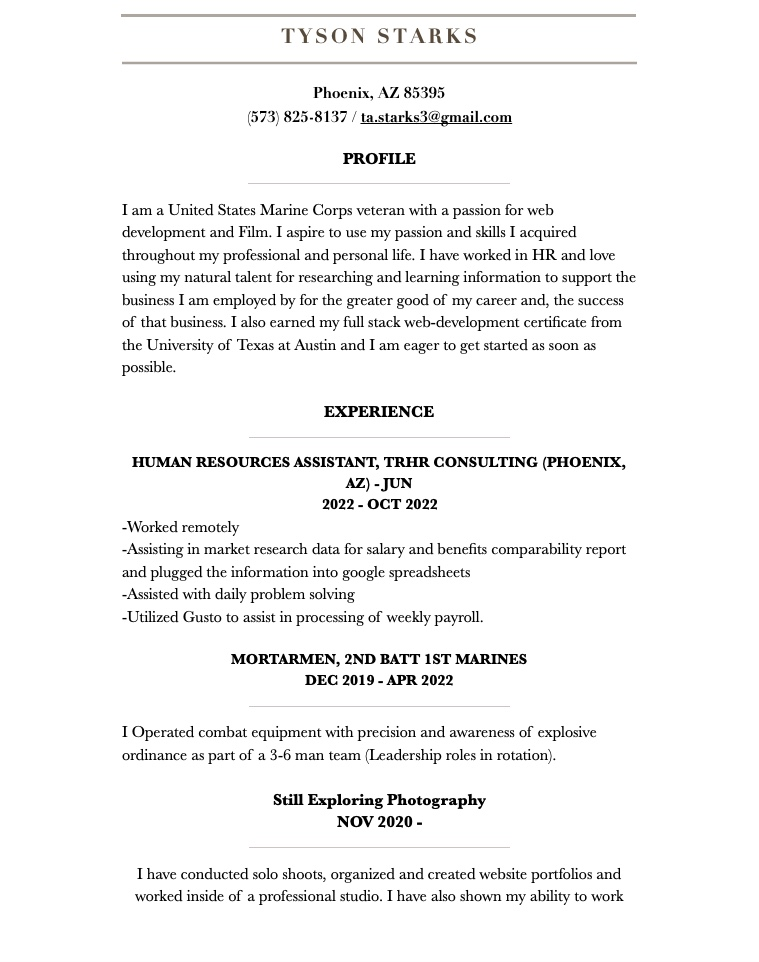 TYSON STARKS
Phoenix, AZ 85395
(573) 825-8137 / ta.starks3@gmail.com
PROFILE
I am a United States Marine Corps veteran with a passion for web
development and Film. I aspire to use my passion and skills I acquired
throughout my professional and personal life. I have worked in HR and love
using my natural talent for researching and learning information to support the
business I am employed by for the greater good of my career and, the success
of that business. I also earned my full stack web-development certificate from
the University of Texas at Austin and I am eager to get started as soon as
possible.
EXPERIENCE
HUMAN RESOURCES ASSISTANT, TRHR CONSULTING (PHOENIX,
AZ) - JUN
2022 - OCT 2022
-Worked remotely
-Assisting in market research data for salary and benefits comparability report
and plugged the information into google spreadsheets
-Assisted with daily problem solving
-Utilized Gusto to assist in processing of weekly payroll.
MORTARMEN, 2ND BATT 1ST MARINES
DEC 2019 - APR 2022
I Operated combat equipment with precision and awareness of explosive
ordinance as part of a 3-6 man team (Leadership roles in rotation).
Still Exploring Photography
NOV 2020 -
I have conducted solo shoots, organized and created website portfolios and
worked inside of a professional studio. I have also shown my ability to work